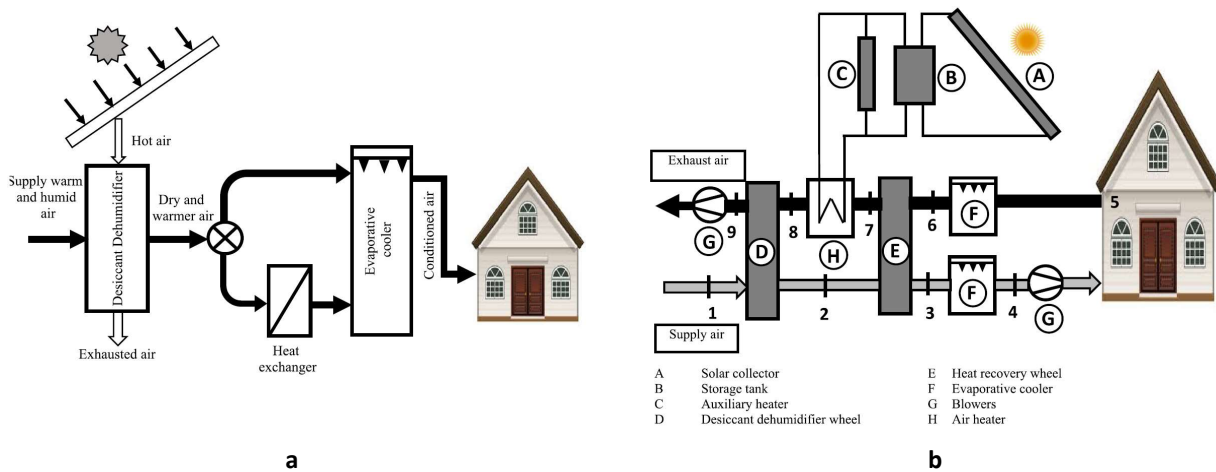 Hot air
Supply warm
and humid
air
Desiccant Dehumidifier
Dry and
warmer air
Exhausted air
Heat
exchanger
Evaporative
cooler
Conditioned air
a
A
B
C
Exhaust air
G
9
D
8
H
7
E
6
F
5
1
2
3
F
4
G
Supply air
A Solar collector
B Storage tank
C Auxiliary heater
D Desiccant dehumidifier wheel
E Heat recovery wheel
F Evaporative cooler
G Blowers
H Air heater
b